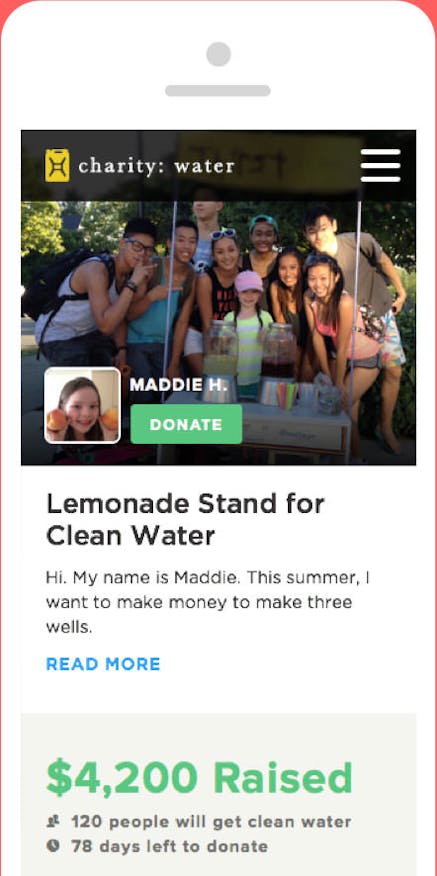 charity: water
MADDIE H.
DONATE
Lemonade Stand for
Clean Water
Hi. My name is Maddie. This summer, I
want to make money to make three
wells.
READ MORE
$4,200 Raised
120 people will get clean water
78 days left to donate